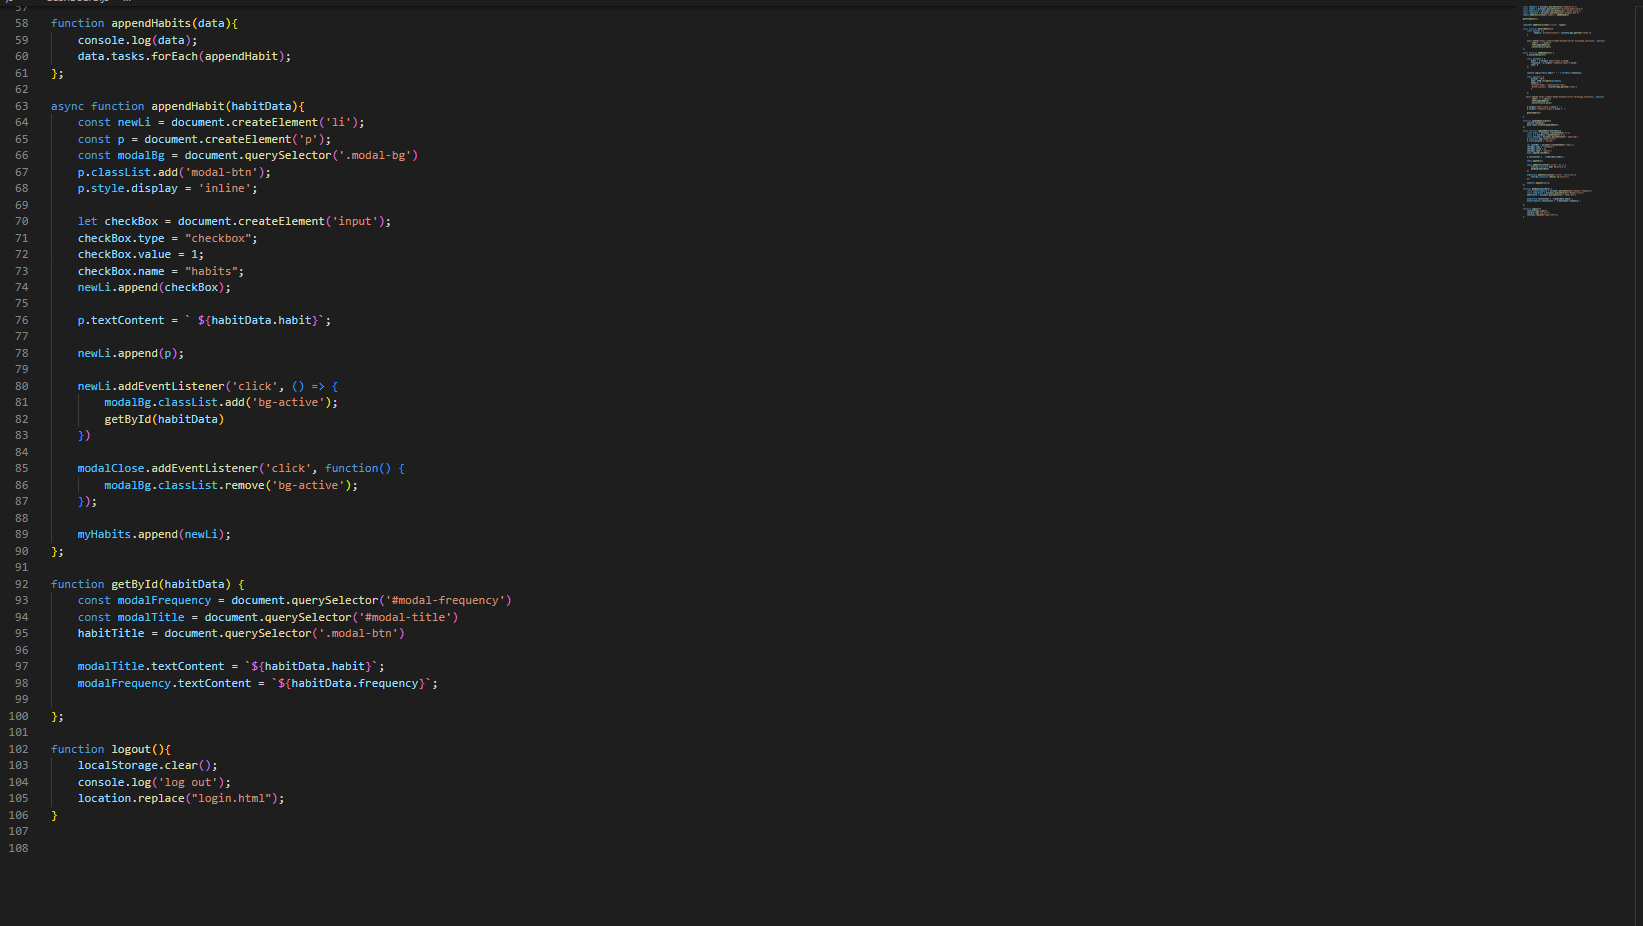 57
58 function appendHabits(data){
59     console.log(data);
60     data.tasks.forEach(appendHabit);
61 };
62
63 async function appendHabit(habitData){
64     const newLi = document.createElement('li');
65     const p = document.createElement('p');
66     const modalBg = document.querySelector('.modal-bg')
67     p.classList.add('modal-btn');
68     p.style.display = 'inline';
69
70     let checkBox = document.createElement('input');
71     checkBox.type = "checkbox";
72     checkBox.value = 1;
73     checkBox.name = "habits";
74     newLi.append(checkBox);
75
76     p.textContent = ` ${habitData.habit}`;
77
78     newLi.append(p);
79
80     newLi.addEventListener('click', () => {
81         modalBg.classList.add('bg-active');
82         getById(habitData)
83     })
84
85     modalClose.addEventListener('click', function() {
86         modalBg.classList.remove('bg-active');
87     });
88
89     myHabits.append(newLi);
90 };
91
92 function getById(habitData) {
93     const modalFrequency = document.querySelector('#modal-frequency')
94     const modalTitle = document.querySelector('#modal-title')
95     habitTitle = document.querySelector('.modal-btn')
96
97     modalTitle.textContent = `${habitData.habit}`;
98     modalFrequency.textContent = `${habitData.frequency}`;
99
100 };
101
102 function logout(){
103     localStorage.clear();
104     console.log('log out');
105     location.replace("login.html");
106 }
107
108